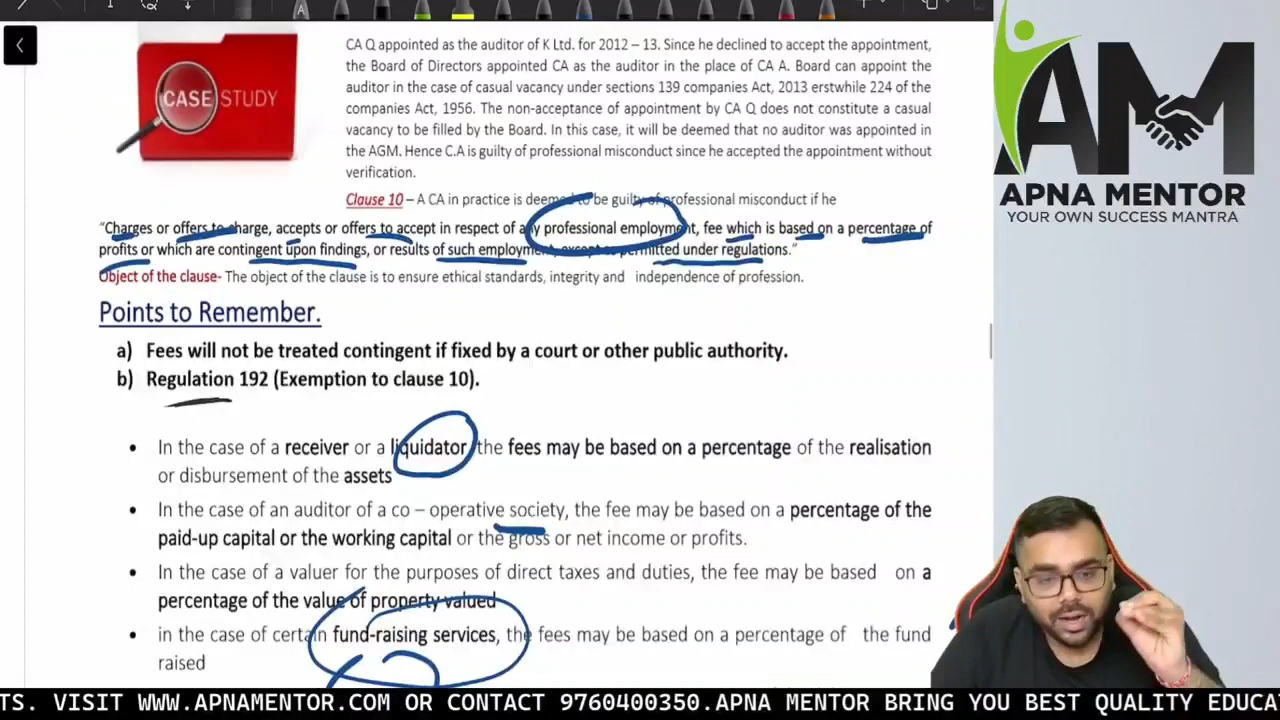 CA Q appointed as the auditor of K Ltd. for 2012 – 13. Since he declined to accept the appointment,
the Board of Directors appointed CA as the auditor in the place of CA A. Board can appoint the
auditor in the case of casual vacancy under sections 139 companies Act, 2013 erstwhile 224 of the
companies Act, 1956. The non-acceptance of appointment by CA Q does not constitute a casual
vacancy to be filled by the Board. In this case, it will be deemed that no auditor was appointed in
the AGM. Hence C.A is guilty of professional misconduct since he accepted the appointment without
verification.
CASE STUDY
Clause 10 – A CA in practice is deemed to be guilty of professional misconduct if he
“Charges or offers to charge, accepts or offers to accept in respect of any professional employment, fee which is based on a percentage of
profits or which are contingent upon findings, or results of such employment, except as permitted under regulations.”
Object of the clause- The object of the clause is to ensure ethical standards, integrity and independence of profession.
Points to Remember.
a) Fees will not be treated contingent if fixed by a court or other public authority.
b) Regulation 192 (Exemption to clause 10).
• In the case of a receiver or a liquidator the fees may be based on a percentage of the realisation
or disbursement of the assets
• In the case of an auditor of a co – operative society, the fee may be based on a percentage of the
paid-up capital or the working capital or the gross or net income or profits.
• In the case of a valuer for the purposes of direct taxes and duties, the fee may be based on a
percentage of the value of property valued
• in the case of certain fund-raising services, the fees may be based on a percentage of the fund
raised
AM
APNA MENTOR
YOUR OWN SUCCESS MANTRA
TS. VISIT WWW.APNAMENTOR.COM OR CONTACT 9760400350.APNA MENTOR BRING YOU BEST QUALITY EDUCA